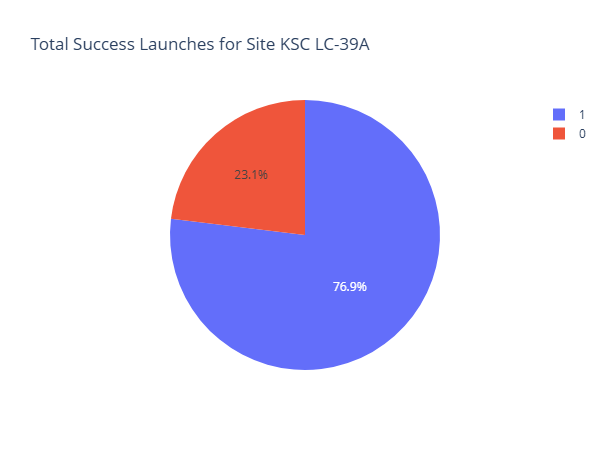 Total Success Launches for Site KSC LC-39A
1
0
23.1%
76.9%